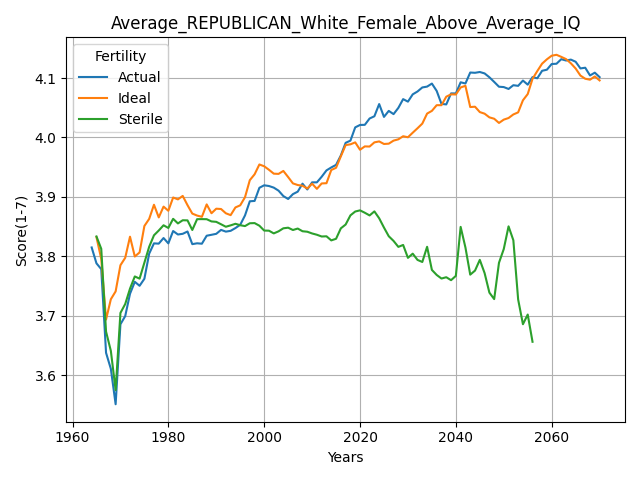 Average_REPUBLICAN_White_Female_Above_Average_IQ
Fertility
Actual
Ideal
Sterile
Score(1-7)
4.1
4.0
3.9
3.8
3.7
3.6
1960 1980 2000 2020 2040 2060
Years